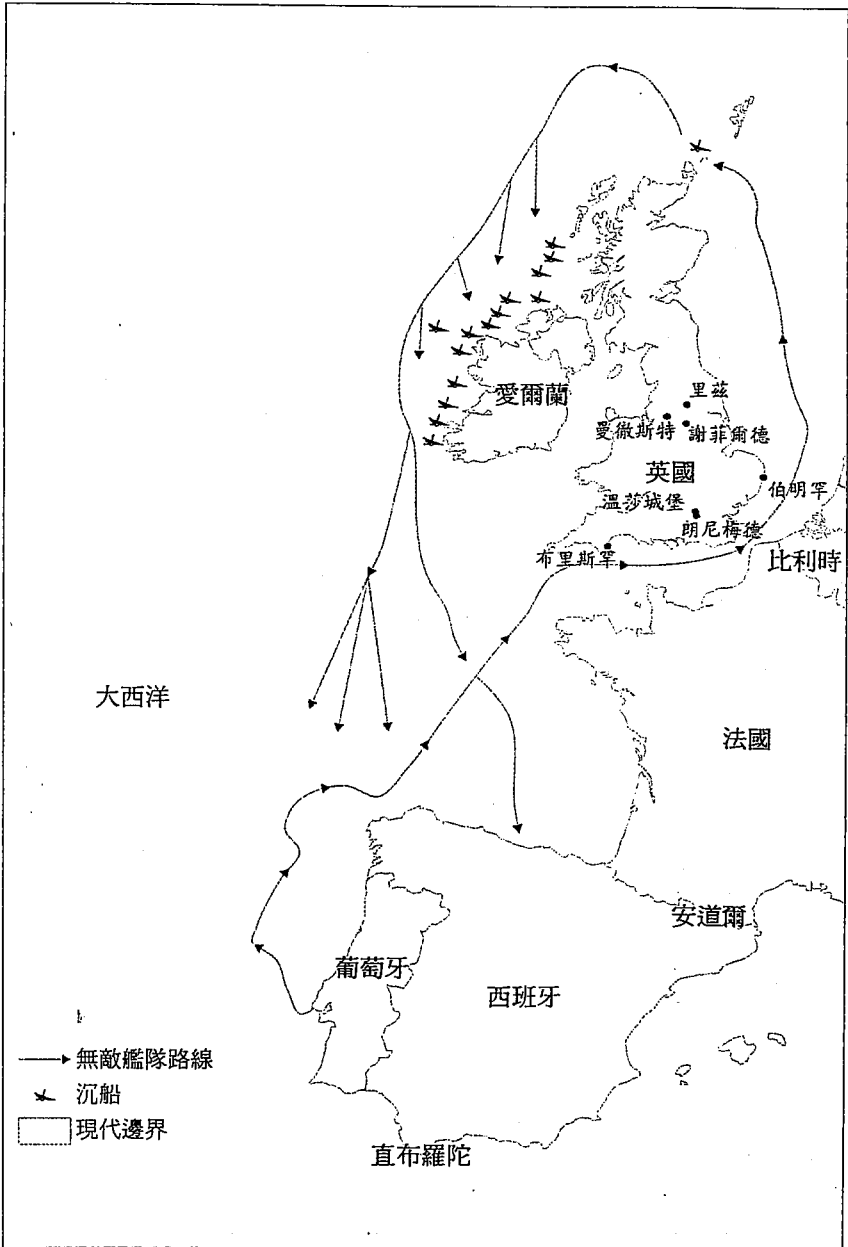 愛爾蘭
里茲
曼徹斯特
謝菲爾德
英國
伯明罕
溫莎城堡
朗尼梅德
布里斯罕
比利時
大西洋
法國
安道爾
葡萄牙
西班牙
無敵艦隊路線
沉船
現代邊界
直布羅陀